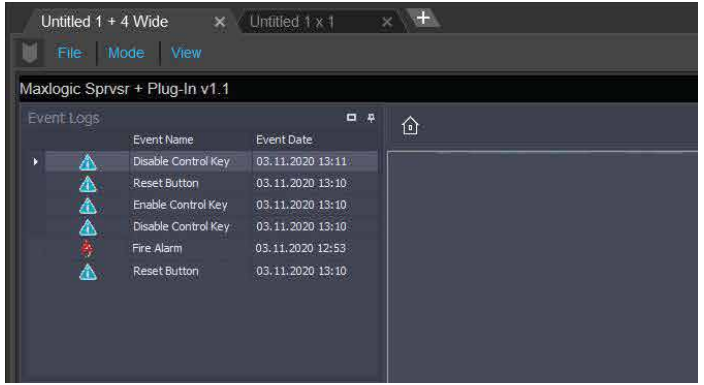 Untitled 1 + 4 Wide Untitled 1 x 1
File Mode View
Maxlogic Sprvsr + Plug-In v1.1
Event Logs
Event Name Event Date
Disable Control Key 03.11.2020 13:11
Reset Button 03.11.2020 13:10
Enable Control Key 03.11.2020 13:10
Disable Control Key 03.11.2020 13:10
Fire Alarm 03.11.2020 12:53
Reset Button 03.11.2020 13:10